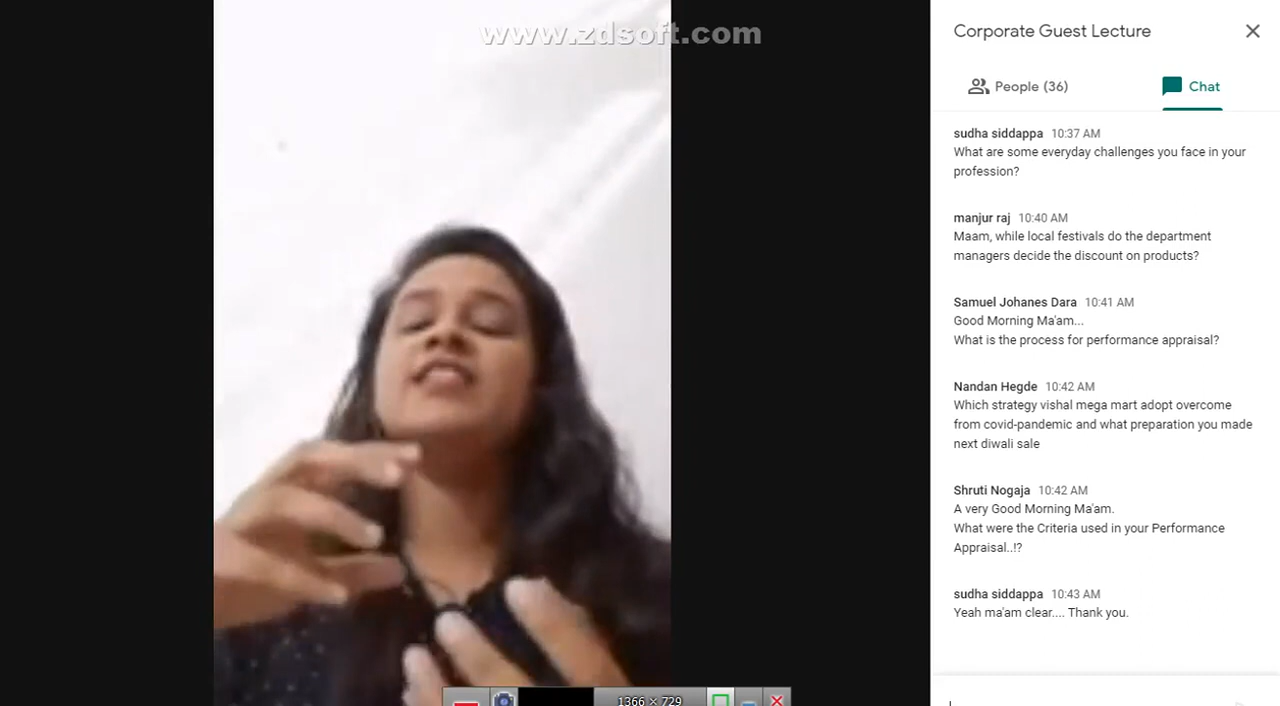 www.zdsoft.com
Corporate Guest Lecture
People (36)
Chat
sudha siddappa 10:37 AM
What are some everyday challenges you face in your
profession?
manjur raj 10:40 AM
Maam, while local festivals do the department
managers decide the discount on products?
Samuel Johanes Dara 10:41 AM
Good Morning Ma'am...
What is the process for performance appraisal?
Nandan Hegde 10:42 AM
Which strategy vishal mega mart adopt overcome
from covid-pandemic and what preparation you made
next diwali sale
Shruti Nogaja 10:42 AM
A very Good Morning Ma'am.
What were the Criteria used in your Performance
Appraisal..!?
sudha siddappa 10:43 AM
Yeah ma'am clear.... Thank you.
1366 × 729